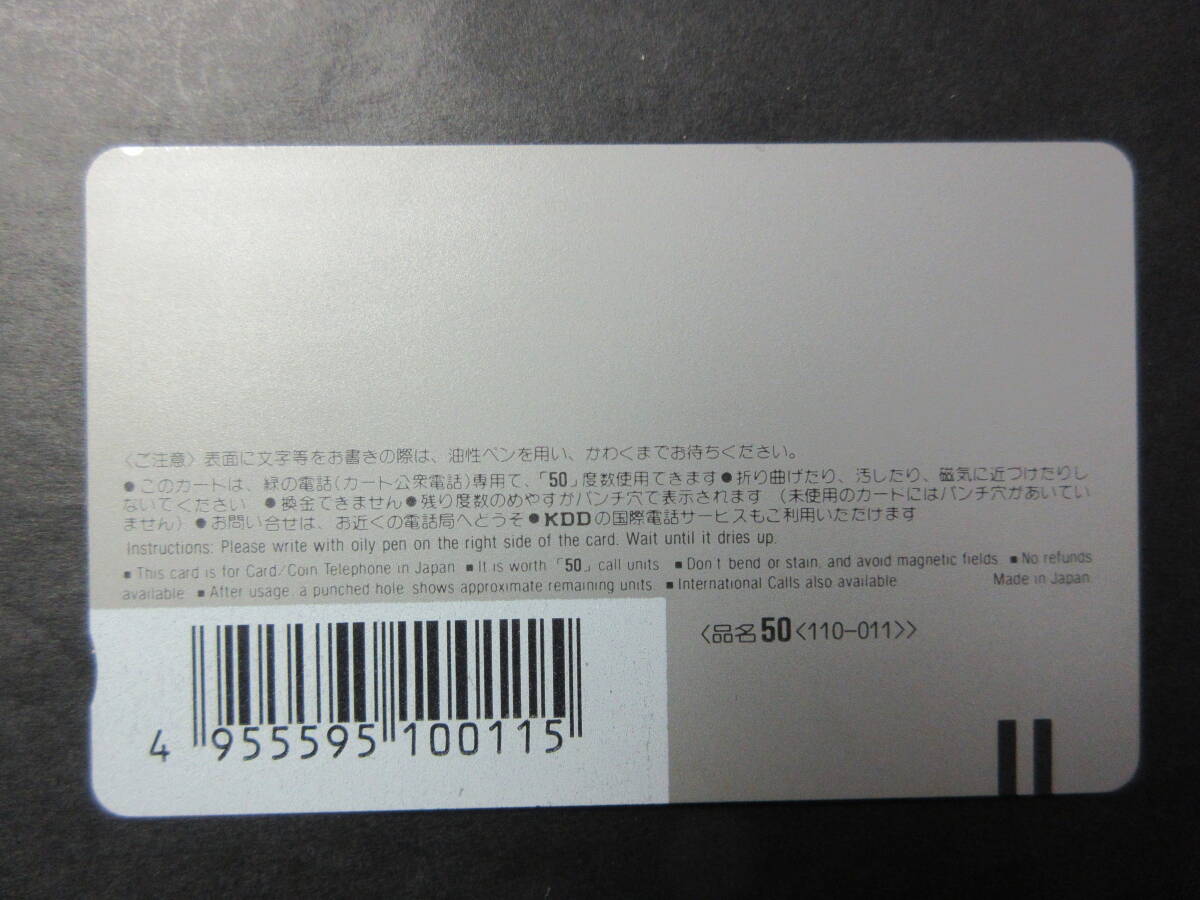 〈ご注意〉表面に文字等をお書きの際は、油性ペンを用い、かわくまでお待ちください。
●このカードは、緑の電話(カード公衆電話)専用で、「50」度数使用できます●折り曲げたり、汚したり、磁気に近づけたりし
ないでください ●換金できません●残り度数のめやすがパンチ穴で表示されます (未使用のカードにはパンチ穴があいてい
ません) ●お問い合せは、お近くの電話局へどうぞ●KDDの国際電話サービスもご利用いただけます
Instructions: Please write with oily pen on the right side of the card. Wait until it dries up.
■This card is for Card/Coin Telephone in Japan ■It is worth「50」call units ■Don't bend or stain, and avoid magnetic fields ■No refunds
available ■After usage, a punched hole shows approximate remaining units ■International Calls also available Made in Japan
〈品名50<110-011>〉
4 955595 100115